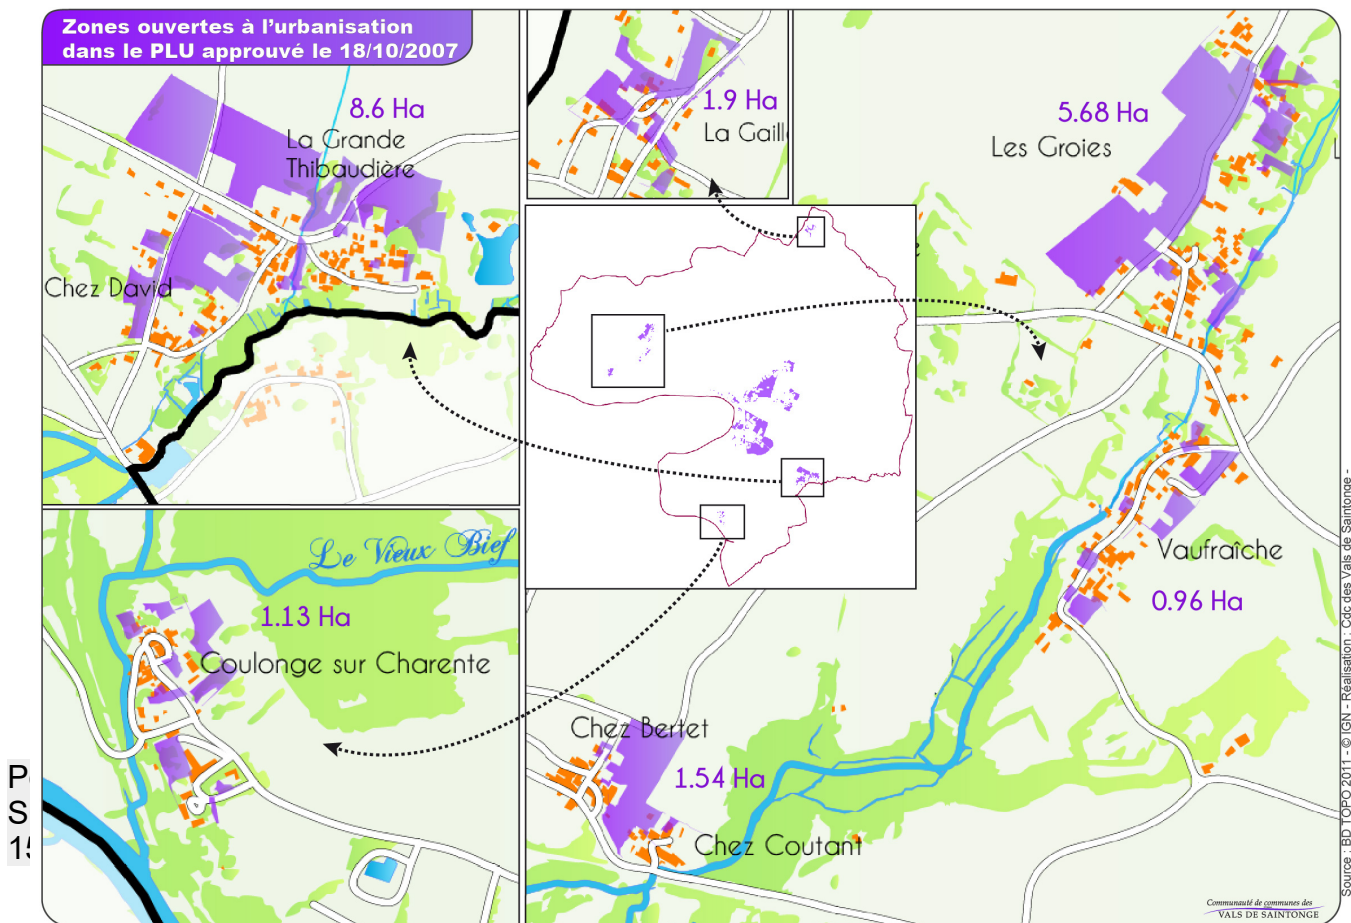 Zones ouvertes à l'urbanisation
dans le PLU approuvé le 18/10/2007
8.6 Ha
La Grande
Thibaudière
Chez David
1.9 Ha
La Gaill
5.68 Ha
Les Groies
L
e
Le Vieux Bief
1.13 Ha
Coulonge sur Charente
Vaufraîche
0.96 Ha
Chez Bertet
1.54 Ha
Chez Coutant
P
S
15
Source : BD TOPO 2011 - © IGN - Réalisation : Cdc des Vals de Saintonge -
Communauté de communes des
VALS DE SAINTONGE